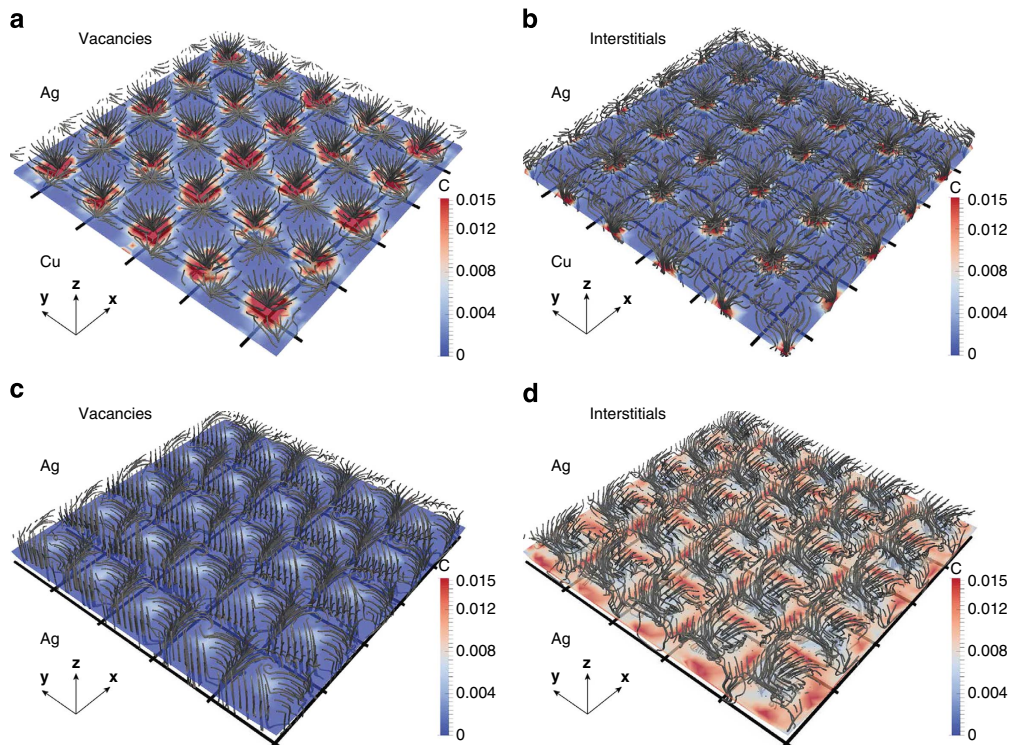 a
Vacancies
Ag
Cu
y
z
x
C
0.015
0.012
0.008
0.004
0
b
Interstitials
Ag
Cu
y
z
x
C
0.015
0.012
0.008
0.004
0
c
Vacancies
Ag
Ag
y
z
x
C
0.015
0.012
0.008
0.004
0
d
Interstitials
Ag
Ag
y
z
x
C
0.015
0.012
0.008
0.004
0